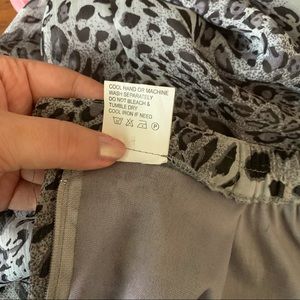 COOL HAND OR MACHINE
WASH SEPARATELY
DO NOT BLEACH &
TUMBLE DRY
COOL IRON IF NEED
P